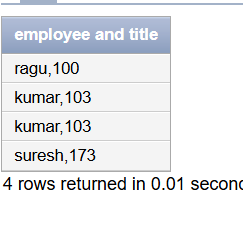 employee and title
ragu,100
kumar,103
kumar,103
suresh,173
4 rows returned in 0.01